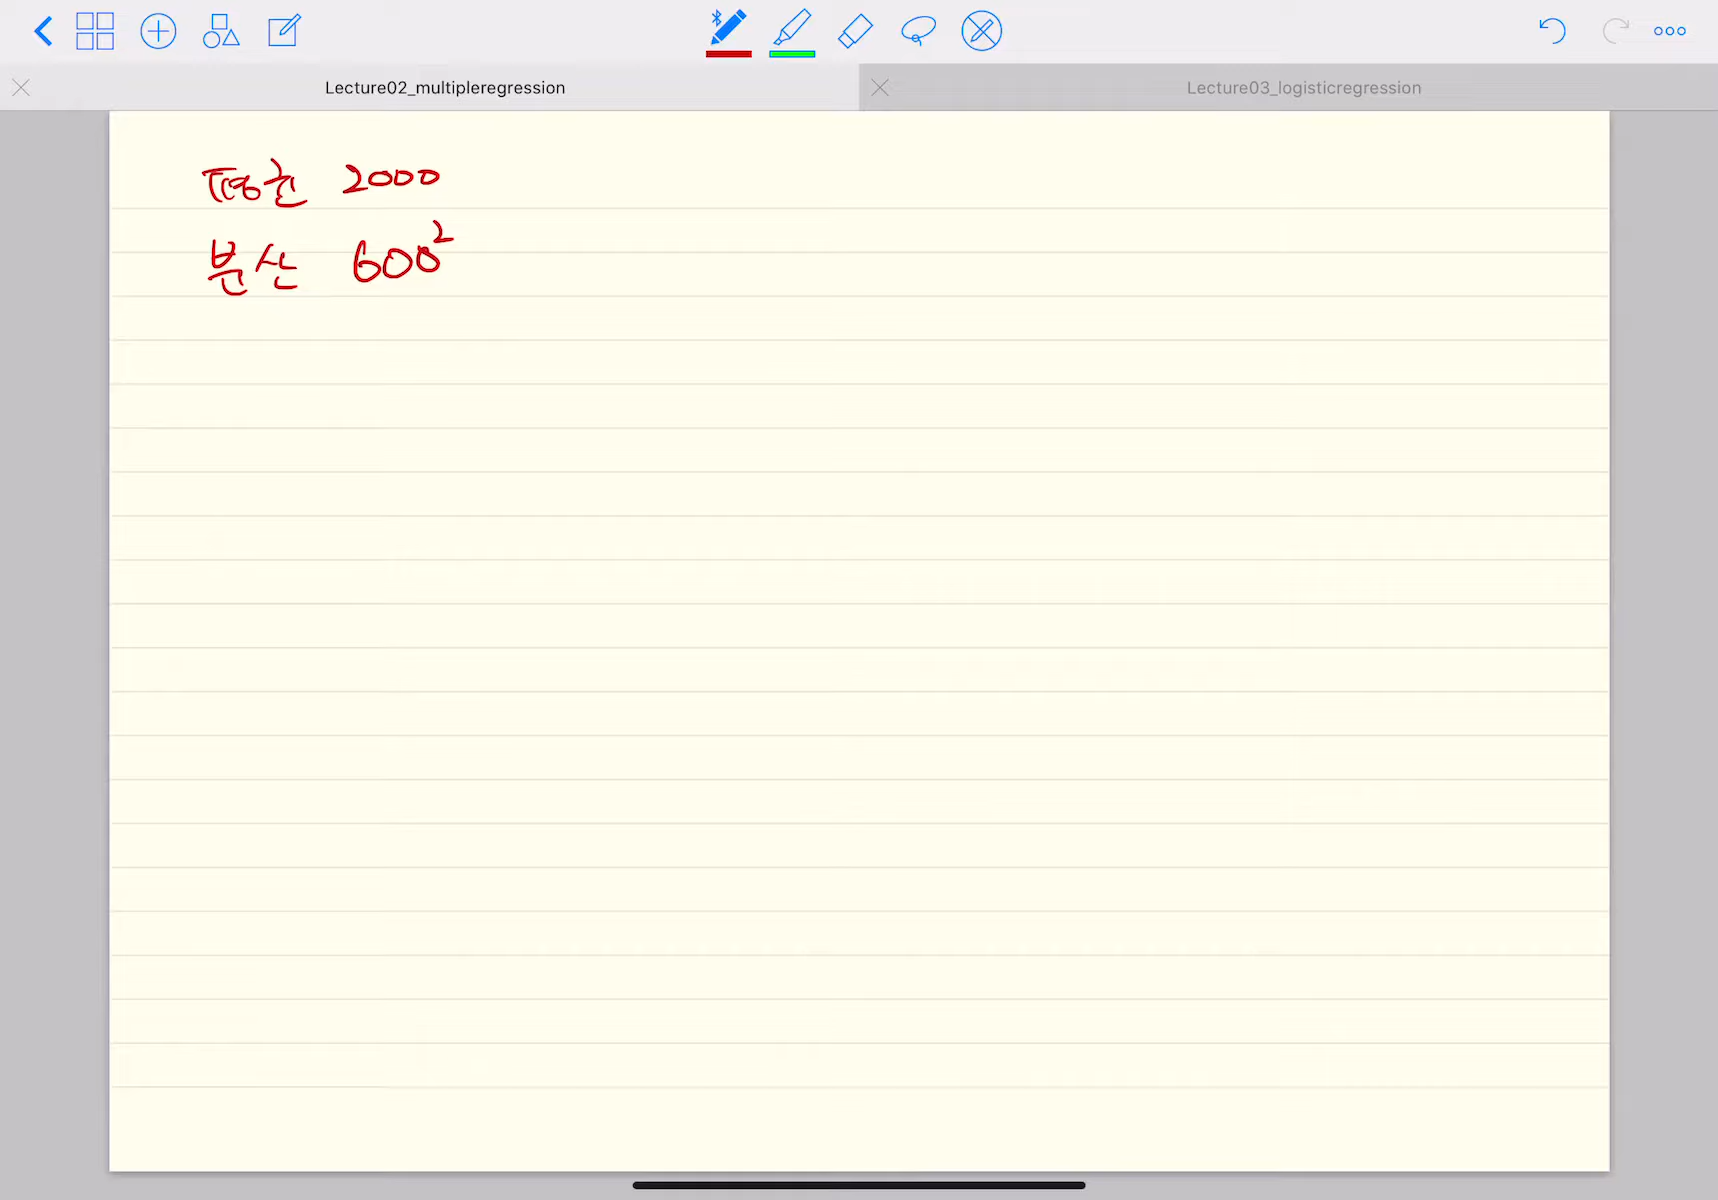 Lecture02_multipleregression
Lecture03_logisticregression
평균 2000
분산 600²